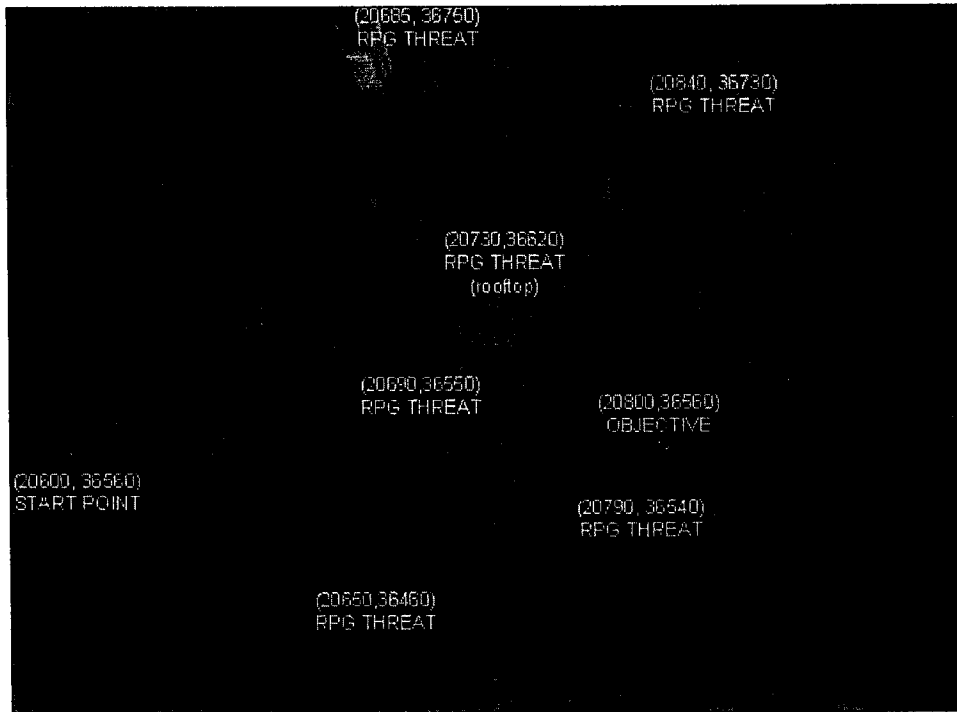 (20685, 36760)
RPG THREAT
(20840, 36730)
RPG THREAT
(20730,36620)
RPG THREAT
(rooftop)
(20690,36550)
RPG THREAT
(20800,36560)
OBJECTIVE
(20600, 36560)
START POINT
(20790, 36540)
RPG THREAT
(20650,36460)
RPG THREAT